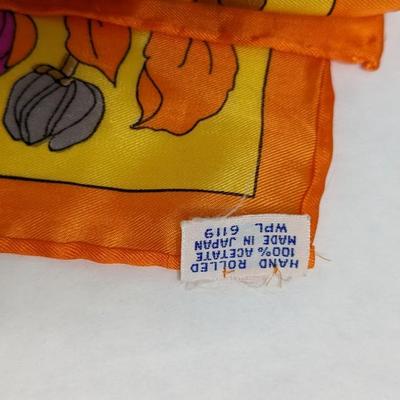 HAND ROLLED
100% ACETATE
MADE IN JAPAN
WPL 6119